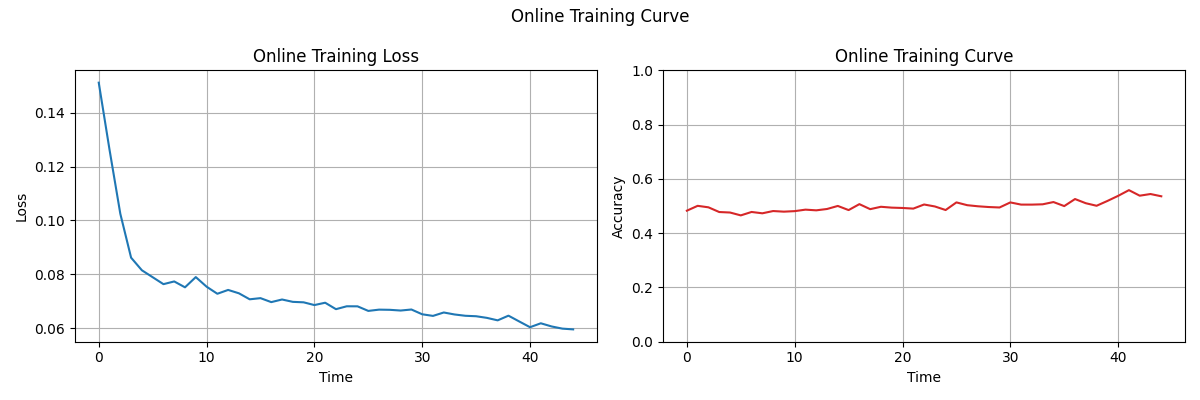 Online Training Curve
Online Training Loss
0.14
0.12
0.10
0.08
0.06
Loss
0 10 20 30 40
Time
Online Training Curve
1.0
0.8
0.6
0.4
0.2
0.0
Accuracy
0 10 20 30 40
Time